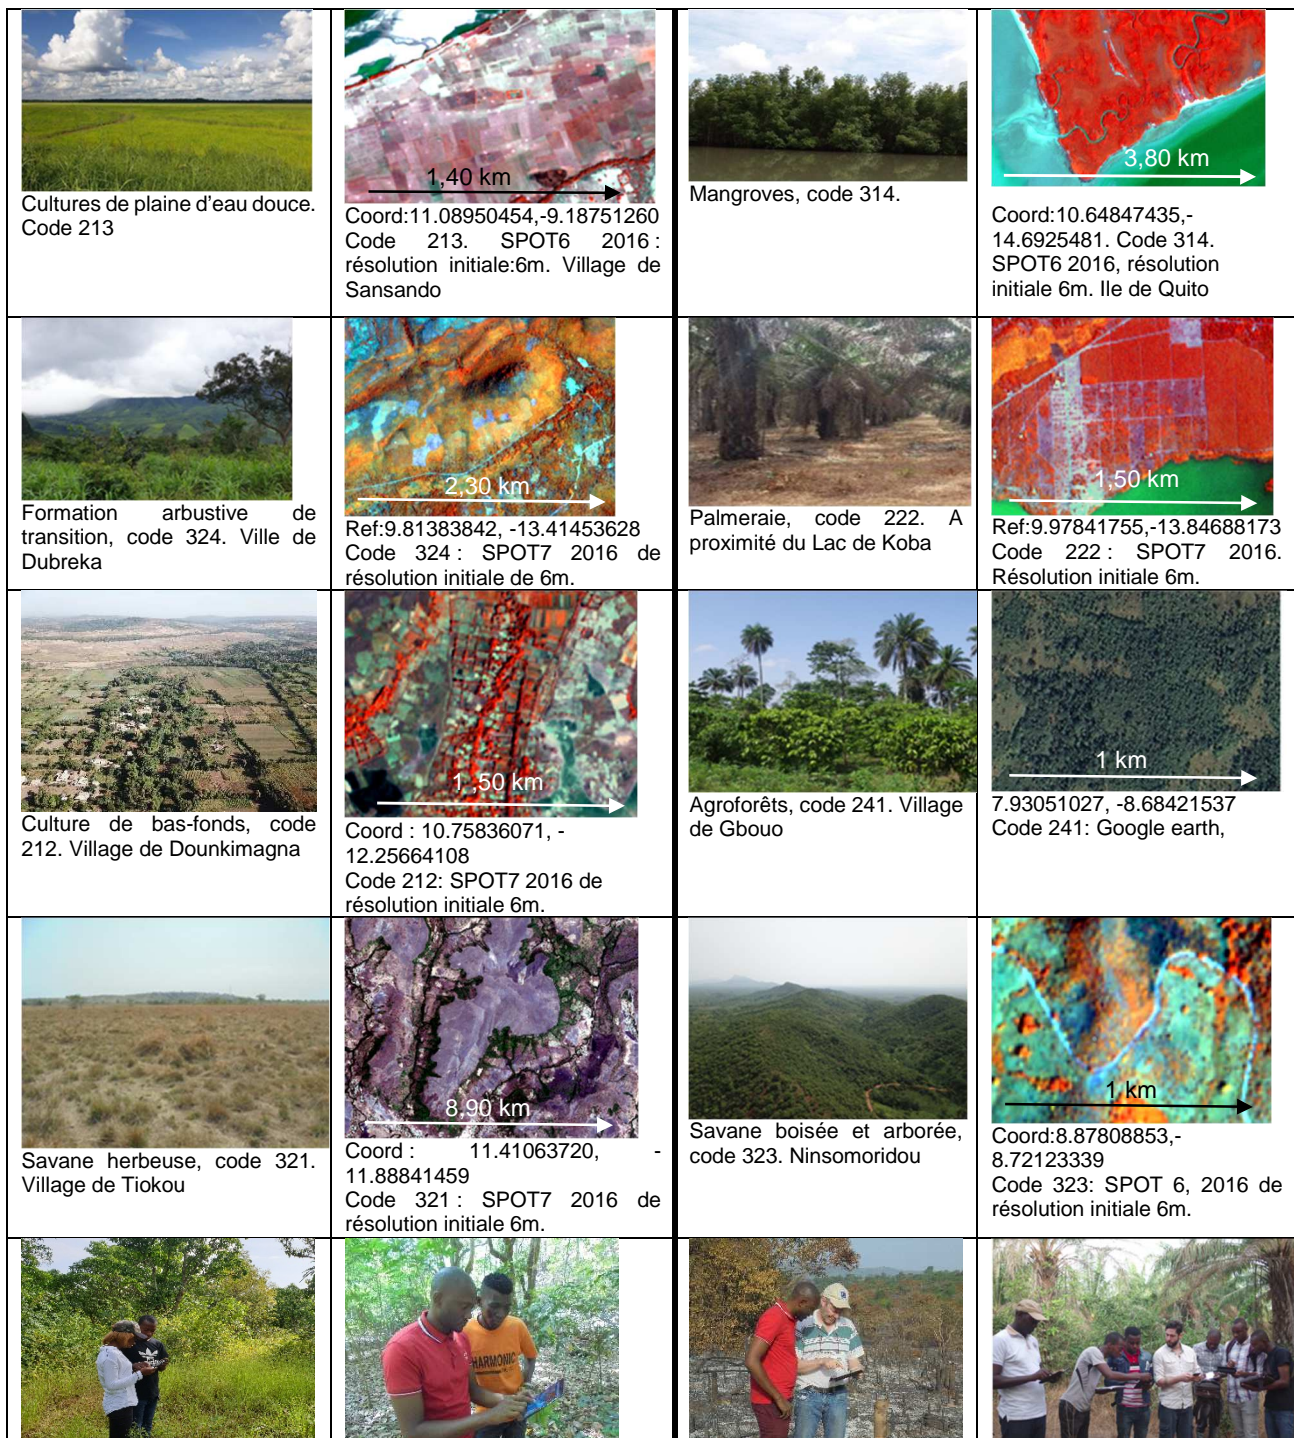 Cultures de plaine d'eau douce.
Code 213
1,40 km
Coord:11.08950454,-9.18751260
Code 213. SPOT6 2016 :
résolution initiale:6m. Village de
Sansando
Mangroves, code 314.
3,80 km
Coord:10.64847435,-
14.6925481. Code 314.
SPOT6 2016, résolution
initiale 6m. Ile de Quito
Formation arbustive de
transition, code 324. Ville de
Dubreka
2,30 km
Ref:9.81383842, -13.41453628
Code 324 : SPOT7 2016 de
résolution initiale de 6m.
Palmeraie, code 222. A
proximité du Lac de Koba
1,50 km
Ref:9.97841755,-13.84688173
Code 222 : SPOT7 2016.
Résolution initiale 6m.
Culture de bas-fonds, code
212. Village de Dounkimagna
1 ,50 km
Coord : 10.75836071, -
12.25664108
Code 212: SPOT7 2016 de
résolution initiale 6m.
Agroforêts, code 241. Village
de Gbouo
1 km
7.93051027, -8.68421537
Code 241: Google earth,
Savane herbeuse, code 321.
Village de Tiokou
8,90 km
Coord : 11.41063720, -
11.88841459
Code 321 : SPOT7 2016 de
résolution initiale 6m.
Savane boisée et arborée,
code 323. Ninsomoridou
1 km
Coord:8.87808853,-
8.72123339
Code 323: SPOT 6, 2016 de
résolution initiale 6m.
HARMONIC